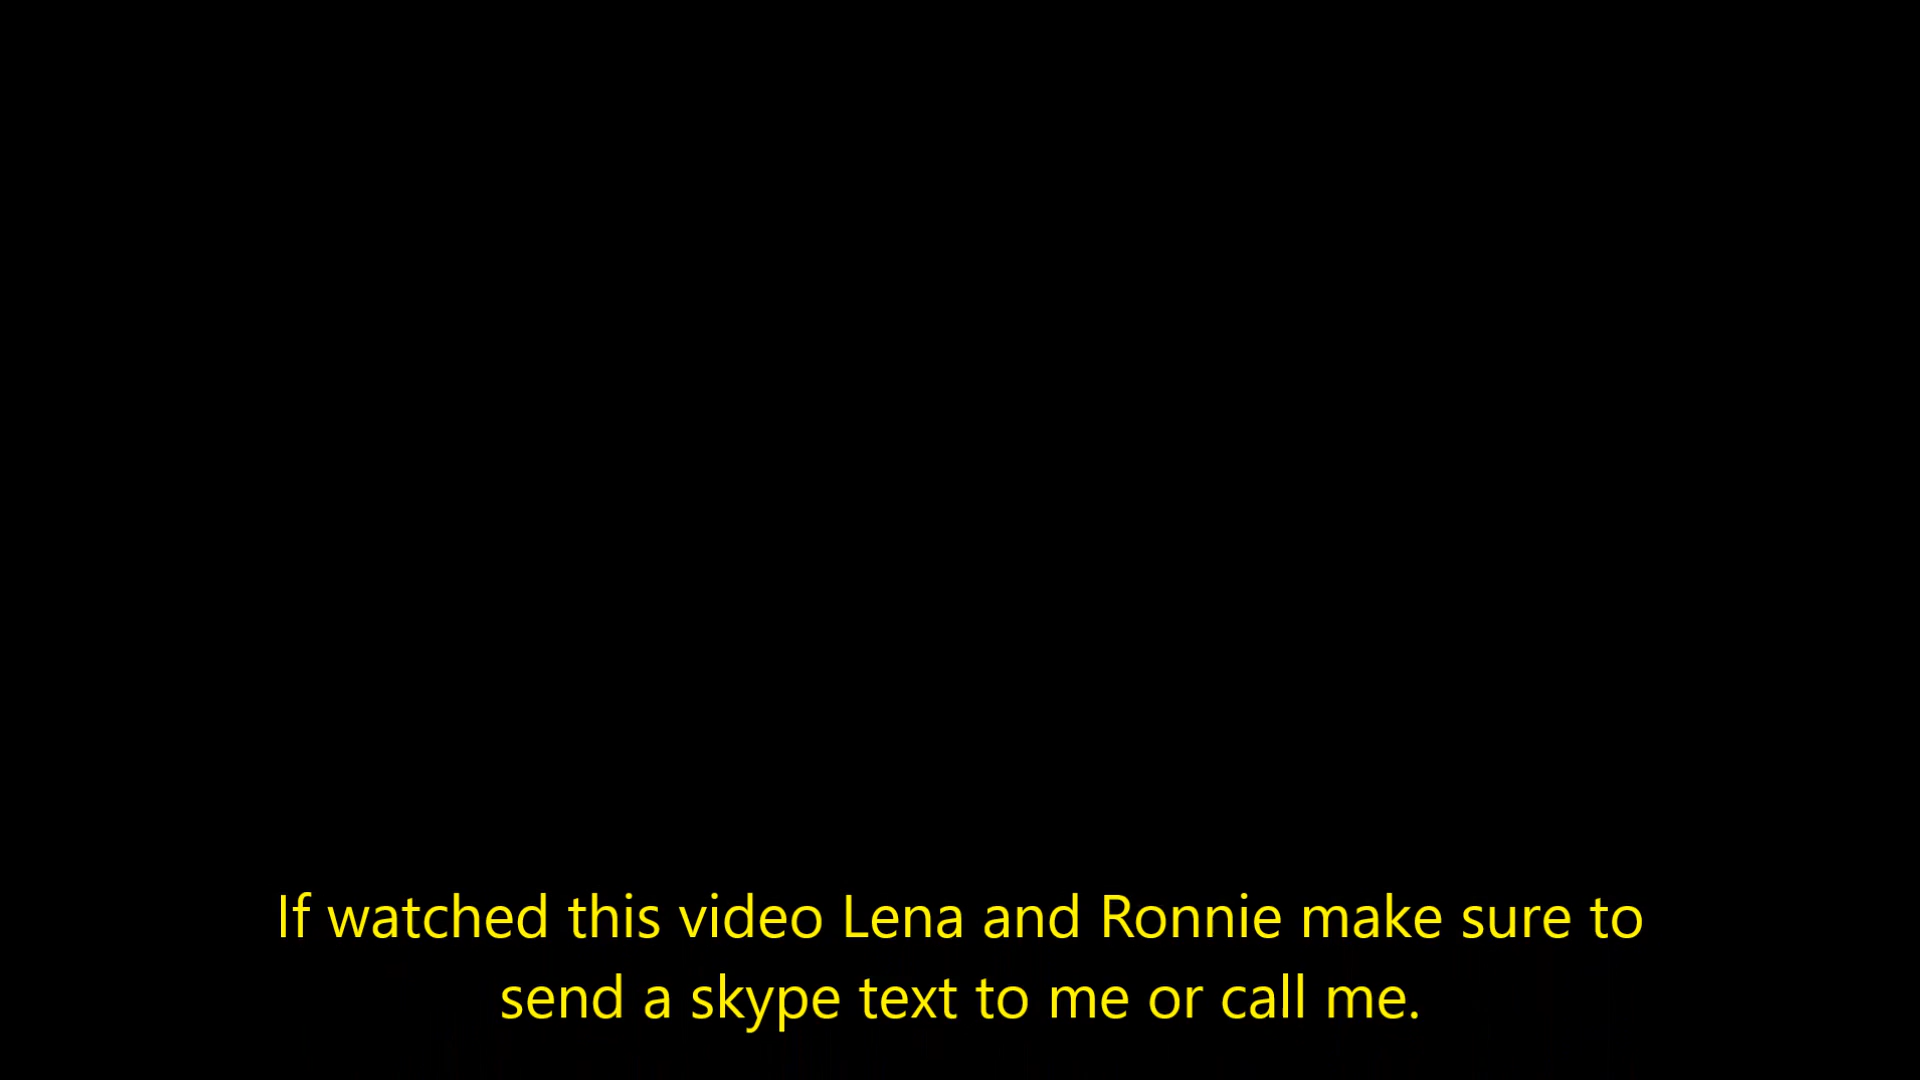 If watched this video Lena and Ronnie make sure to
send a skype text to me or call me.